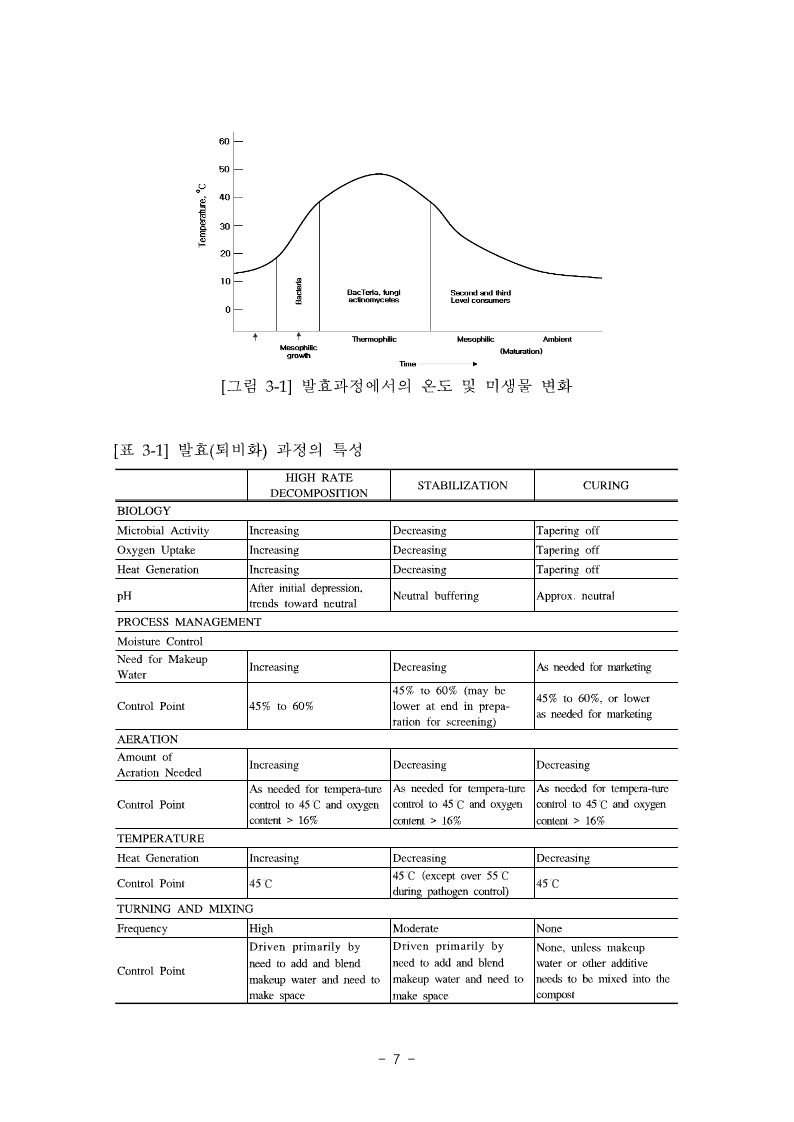 60
50
40
30
20
10
0
Temperature, °C
Bacteria
BacTeria, fungi
actinomycetes
Second and third
Level consumers
Mesophilic
growth
Thermophilic
Mesophilic
Ambient
(Maturation)
Time
[그림 3-1] 발효과정에서의 온도 및 미생물 변화
[표 3-1] 발효(퇴비화) 과정의 특성
HIGH RATE
DECOMPOSITION
STABILIZATION
CURING
BIOLOGY
Microbial Activity Increasing Decreasing Tapering off
Oxygen Uptake Increasing Decreasing Tapering off
Heat Generation Increasing Decreasing Tapering off
pH
After initial depression,
trends toward neutral
Neutral buffering
Approx. neutral
PROCESS MANAGEMENT
Moisture Control
Need for Makeup
Water
Increasing
Decreasing
As needed for marketing
Control Point
45% to 60%
45% to 60% (may be
lower at end in prepa-
ration for screening)
45% to 60%, or lower
as needed for marketing
AERATION
Amount of
Aeration Needed
Increasing
Decreasing
Decreasing
Control Point
As needed for tempera-ture
control to 45℃ and oxygen
content > 16%
As needed for tempera-ture
control to 45℃ and oxygen
content > 16%
As needed for tempera-ture
control to 45℃ and oxygen
content > 16%
TEMPERATURE
Heat Generation Increasing Decreasing Decreasing
Control Point
45℃
45℃ (except over 55℃
during pathogen control)
45℃
TURNING AND MIXING
Frequency High Moderate None
Control Point
Driven primarily by
need to add and blend
makeup water and need to
make space
Driven primarily by
need to add and blend
makeup water and need to
make space
None, unless makeup
water or other additive
needs to be mixed into the
compost
- 7 -